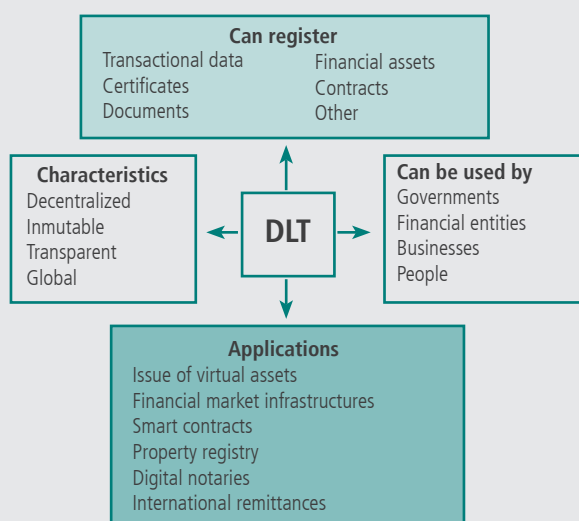 Can register
Transactional data
Certificates
Documents
Financial assets
Contracts
Other
Characteristics
Decentralized
Inmutable
Transparent
Global
DLT
Can be used by
Governments
Financial entities
Businesses
People
Applications
Issue of virtual assets
Financial market infrastructures
Smart contracts
Property registry
Digital notaries
International remittances